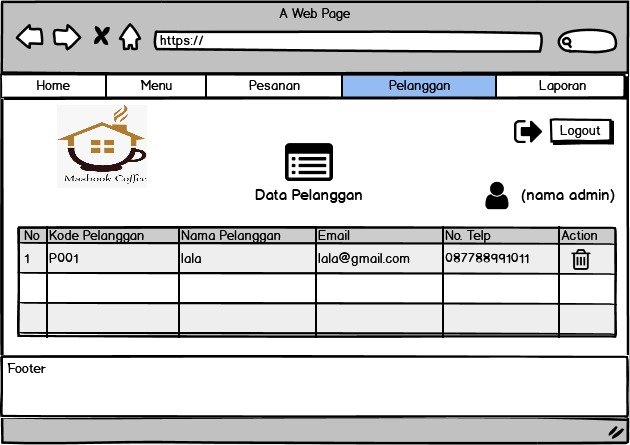 A Web Page
https://
Home Menu Pesanan Pelanggan Laporan
Logout
Maehook Coffee
Data Pelanggan
(nama admin)
No Kode Pelanggan Nama Pelanggan Email No. Telp Action
1 P001 lala lala@gmail.com 087788991011
Footer